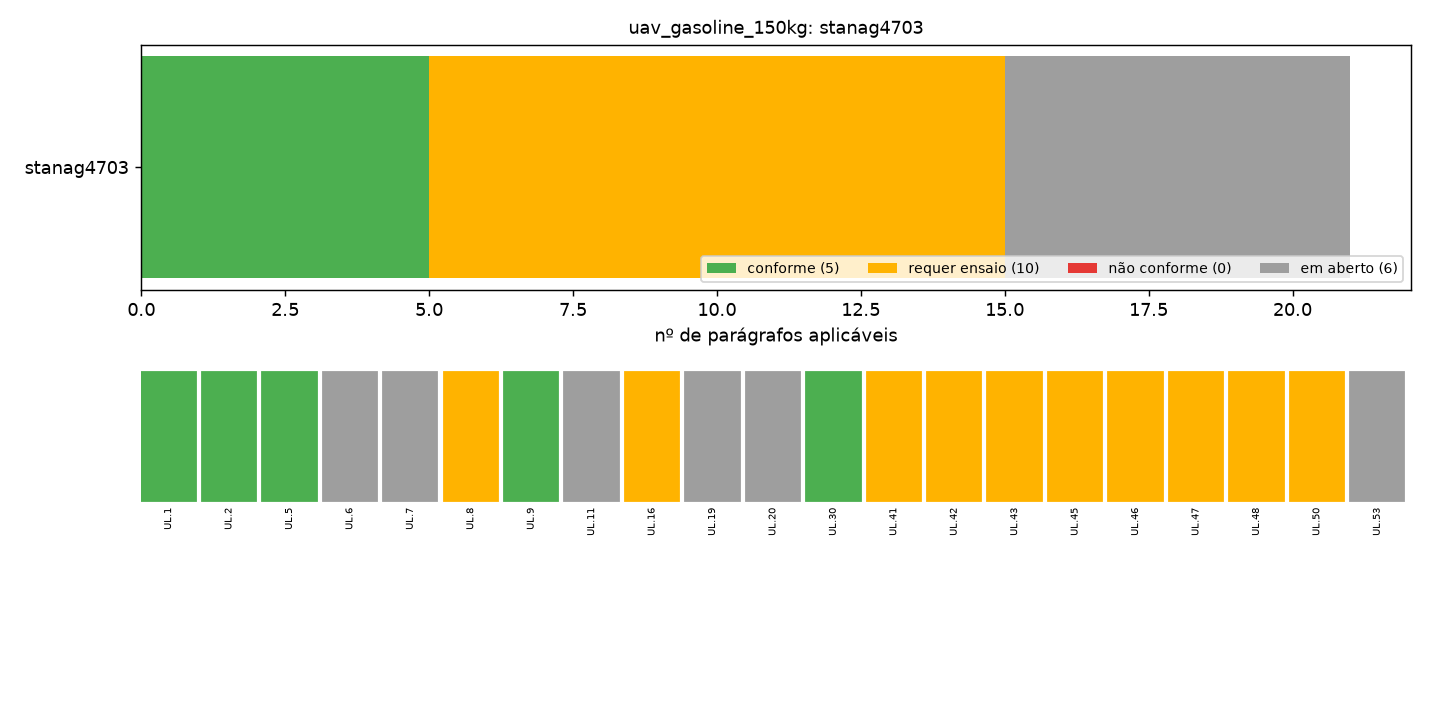 uav_gasoline_150kg: stanag4703
stanag4703
conforme (5) requer ensaio (10) não conforme (0) em aberto (6)
0.0 2.5 5.0 7.5 10.0 12.5 15.0 17.5 20.0
nº de parágrafos aplicáveis
UL.1 UL.2 UL.5 UL.6 UL.7 UL.8 UL.9 UL.11 UL.16 UL.19 UL.20 UL.30 UL.41 UL.42 UL.43 UL.45 UL.46 UL.47 UL.48 UL.50 UL.53